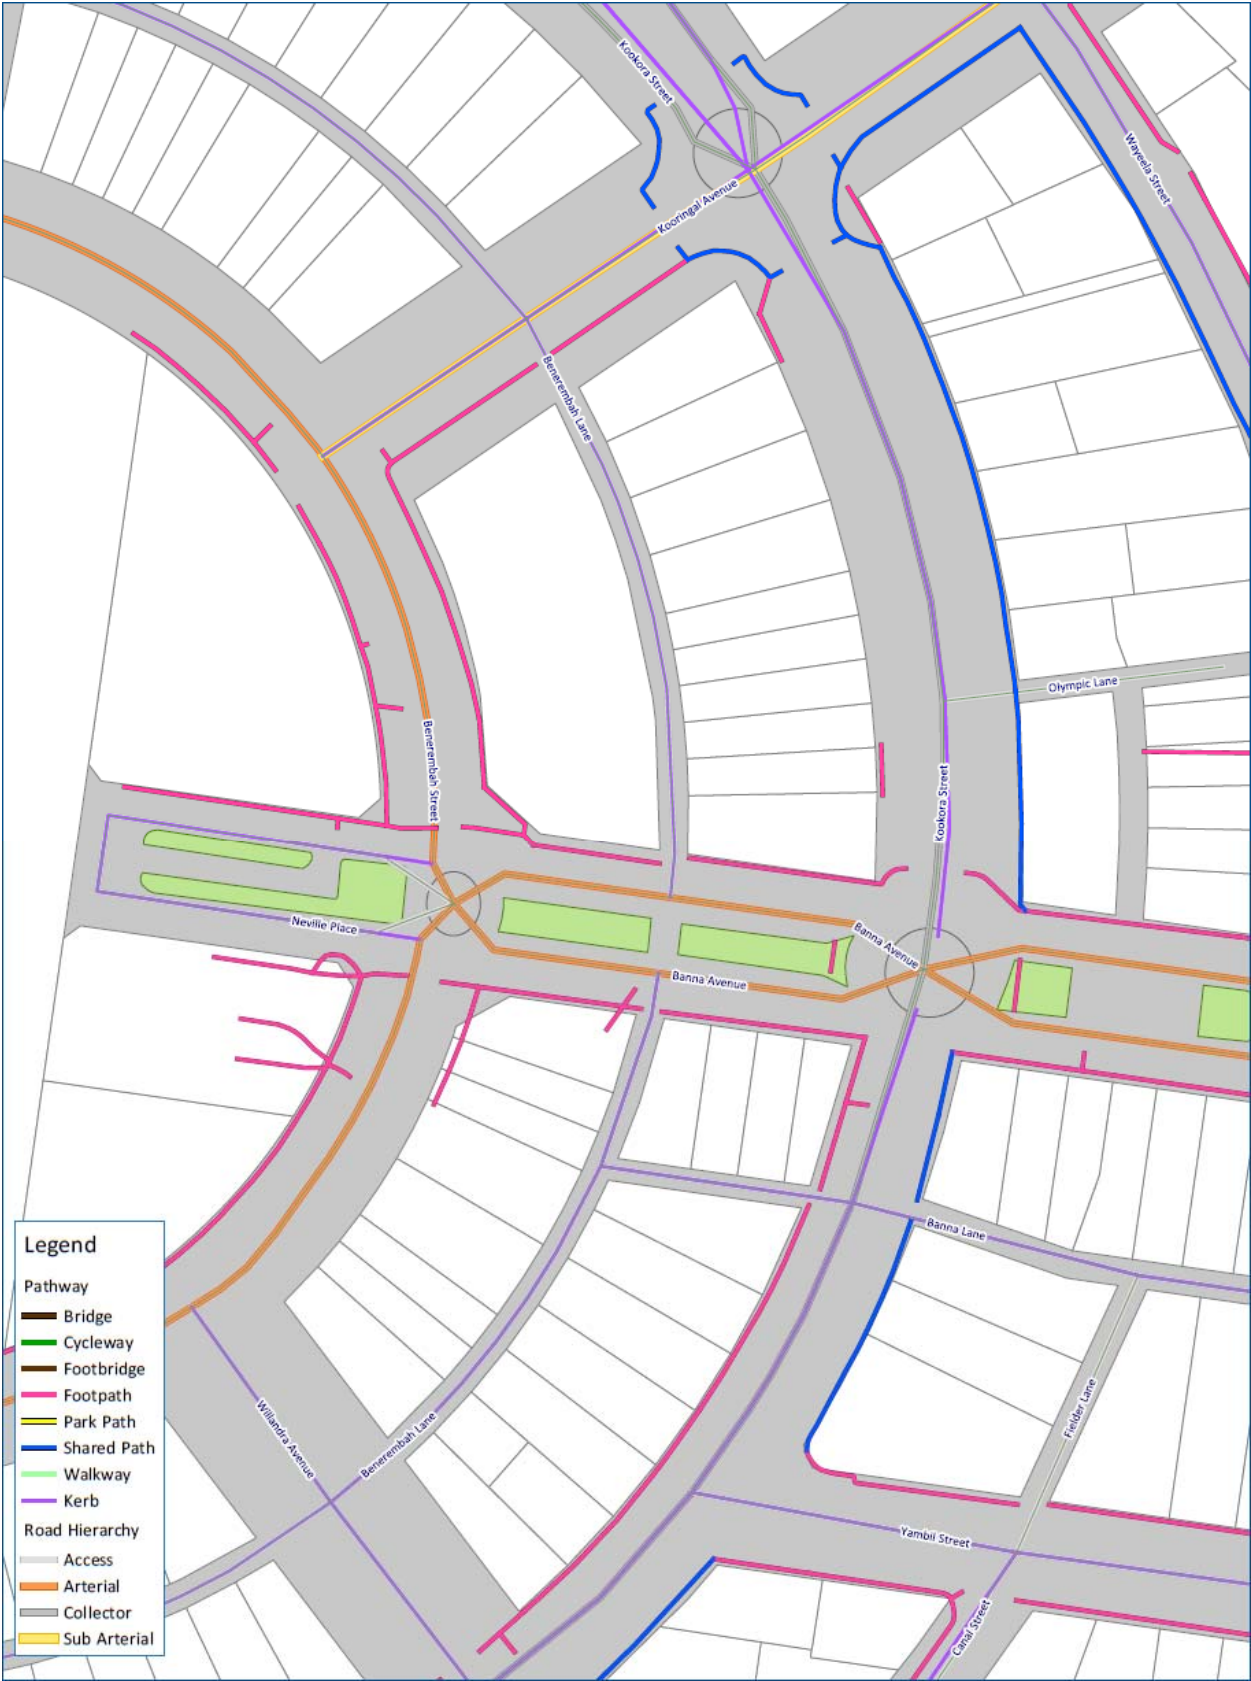 Kookora Street
Wayeela Street
Kooringal Avenue
Benerembah Lane
Olympic Lane
Benerembah Street
Kookora Street
Neville Place
Banna Avenue
Banna Avenue
Banna Lane
Fielder Lane
Willandra Avenue
Benerembah Lane
Yambil Street
Canal Street
Legend
Pathway
Bridge
Cycleway
Footbridge
Footpath
Park Path
Shared Path
Walkway
Kerb
Road Hierarchy
Access
Arterial
Collector
Sub Arterial